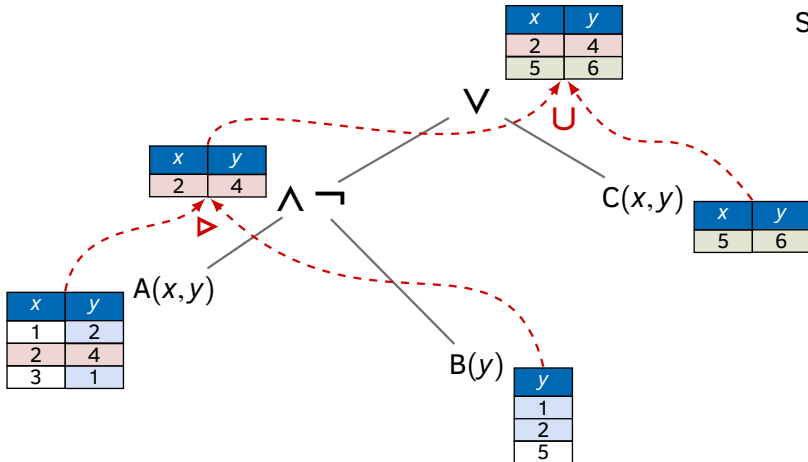 x y
2 4
5 6
S
∨
∪
x y
2 4
∧ ¬
▷
C(x, y)
x y
5 6
A(x, y)
x y
1 2
2 4
3 1
B(y)
y
1
2
5